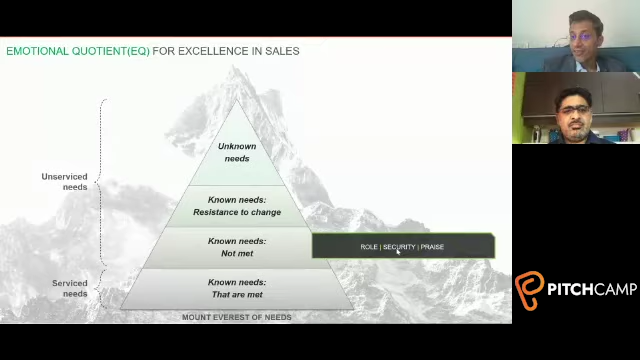 EMOTIONAL QUOTIENT(EQ) FOR EXCELLENCE IN SALES
Unknown
needs
Unserviced
needs
Known needs:
Resistance to change
Known needs:
Not met
ROLE | SECURITY | PRAISE
Serviced
needs
Known needs:
That are met
MOUNT EVEREST OF NEEDS
PITCHCAMP